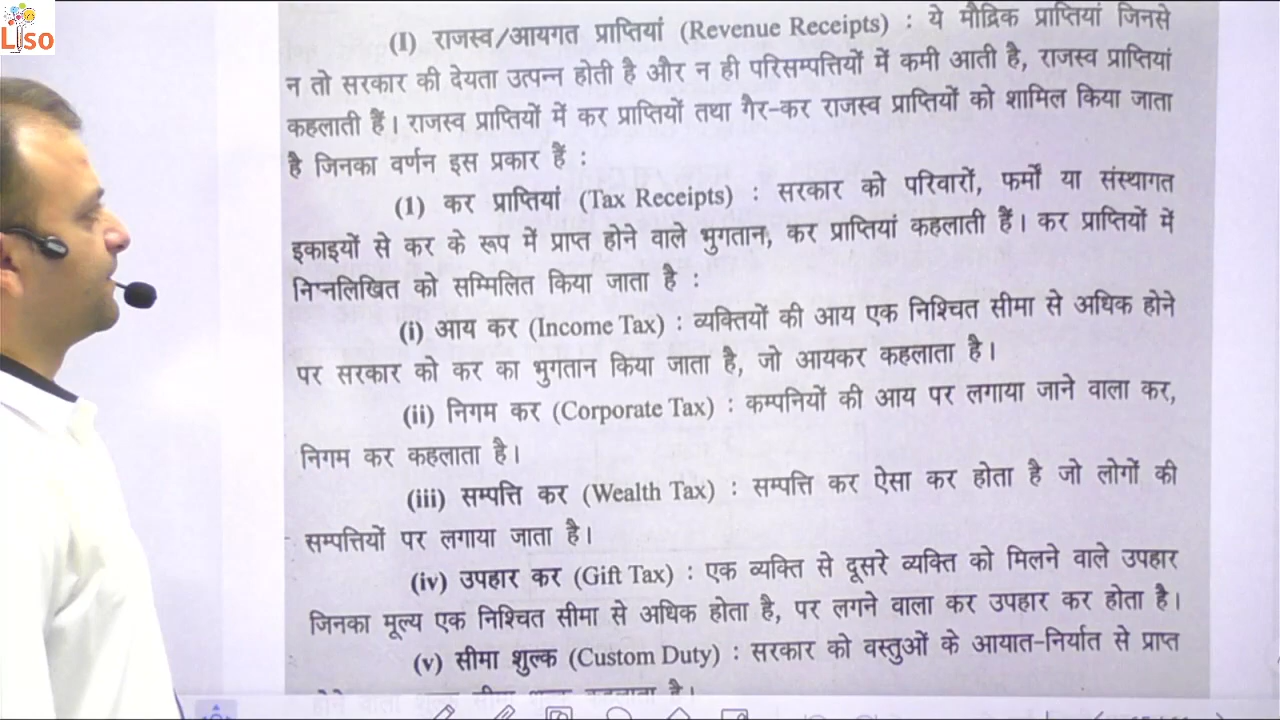 Liso
(I) राजस्व/आयगत प्राप्तियां (Revenue Receipts) : ये मौद्रिक प्राप्तियां जिनसे
न तो सरकार की देयता उत्पन्न होती है और न ही परिसम्पत्तियों में कमी आती है, राजस्व प्राप्तियां
कहलाती हैं। राजस्व प्राप्तियों में कर प्राप्तियों तथा गैर-कर राजस्व प्राप्तियों को शामिल किया जाता
है जिनका वर्णन इस प्रकार हैं :
(1) कर प्राप्तियां (Tax Receipts) : सरकार को परिवारों, फर्मों या संस्थागत
इकाइयों से कर के रूप में प्राप्त होने वाले भुगतान, कर प्राप्तियां कहलाती हैं। कर प्राप्तियों में
निम्नलिखित को सम्मिलित किया जाता है :
(i) आय कर (Income Tax) : व्यक्तियों की आय एक निश्चित सीमा से अधिक होने
पर सरकार को कर का भुगतान किया जाता है, जो आयकर कहलाता है।
(ii) निगम कर (Corporate Tax) : कम्पनियों की आय पर लगाया जाने वाला कर,
निगम कर कहलाता है।
(iii) सम्पत्ति कर (Wealth Tax) : सम्पत्ति कर ऐसा कर होता है जो लोगों की
सम्पत्तियों पर लगाया जाता है।
(iv) उपहार कर (Gift Tax) : एक व्यक्ति से दूसरे व्यक्ति को मिलने वाले उपहार
जिनका मूल्य एक निश्चित सीमा से अधिक होता है, पर लगने वाला कर उपहार कर होता है।
(v) सीमा शुल्क (Custom Duty) : सरकार को वस्तुओं के आयात-निर्यात से प्राप्त